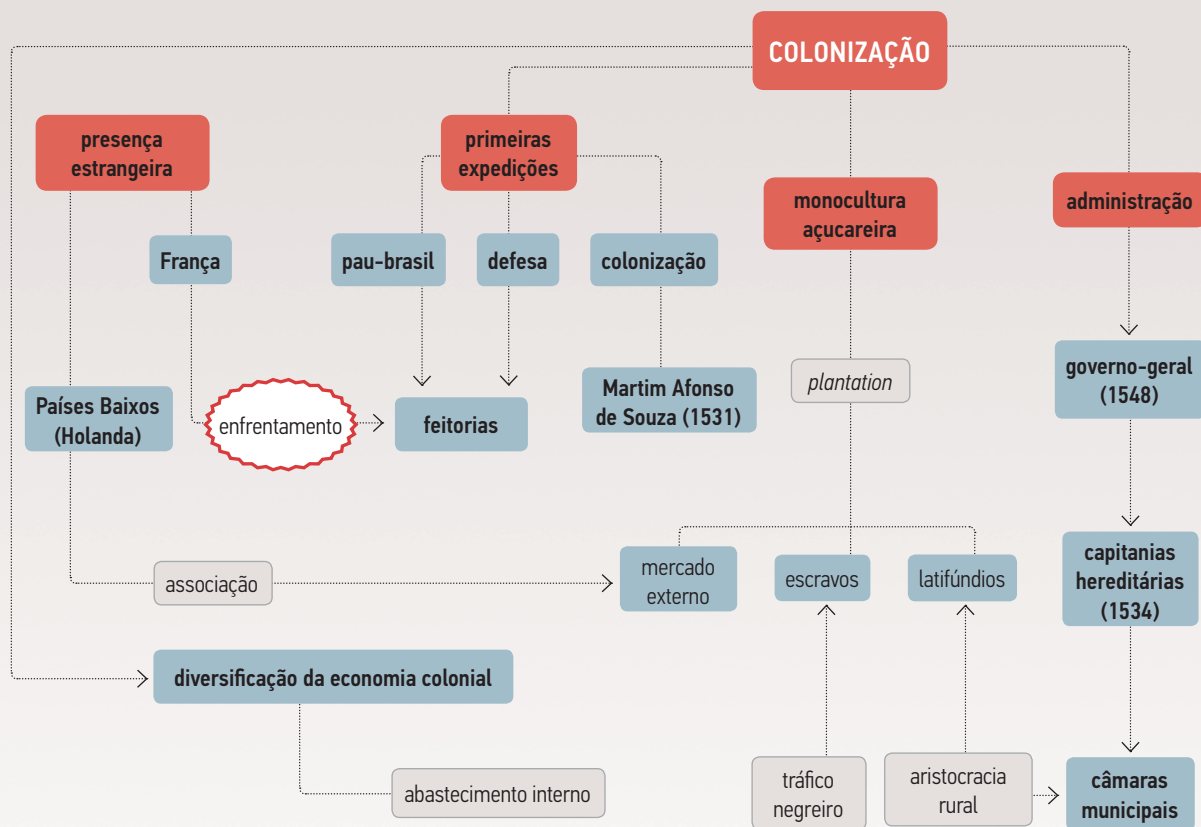 COLONIZAÇÃO
presença
estrangeira
primeiras
expedições
monocultura
açucareira
administração
França
pau-brasil
defesa
colonização
Países Baixos
(Holanda)
enfrentamento
feitorias
Martim Afonso
de Souza (1531)
plantation
governo-geral
(1548)
associação
mercado
externo
escravos
latifúndios
capitanias
hereditárias
(1534)
diversificação da economia colonial
abastecimento interno
tráfico
negreiro
aristocracia
rural
câmaras
municipais